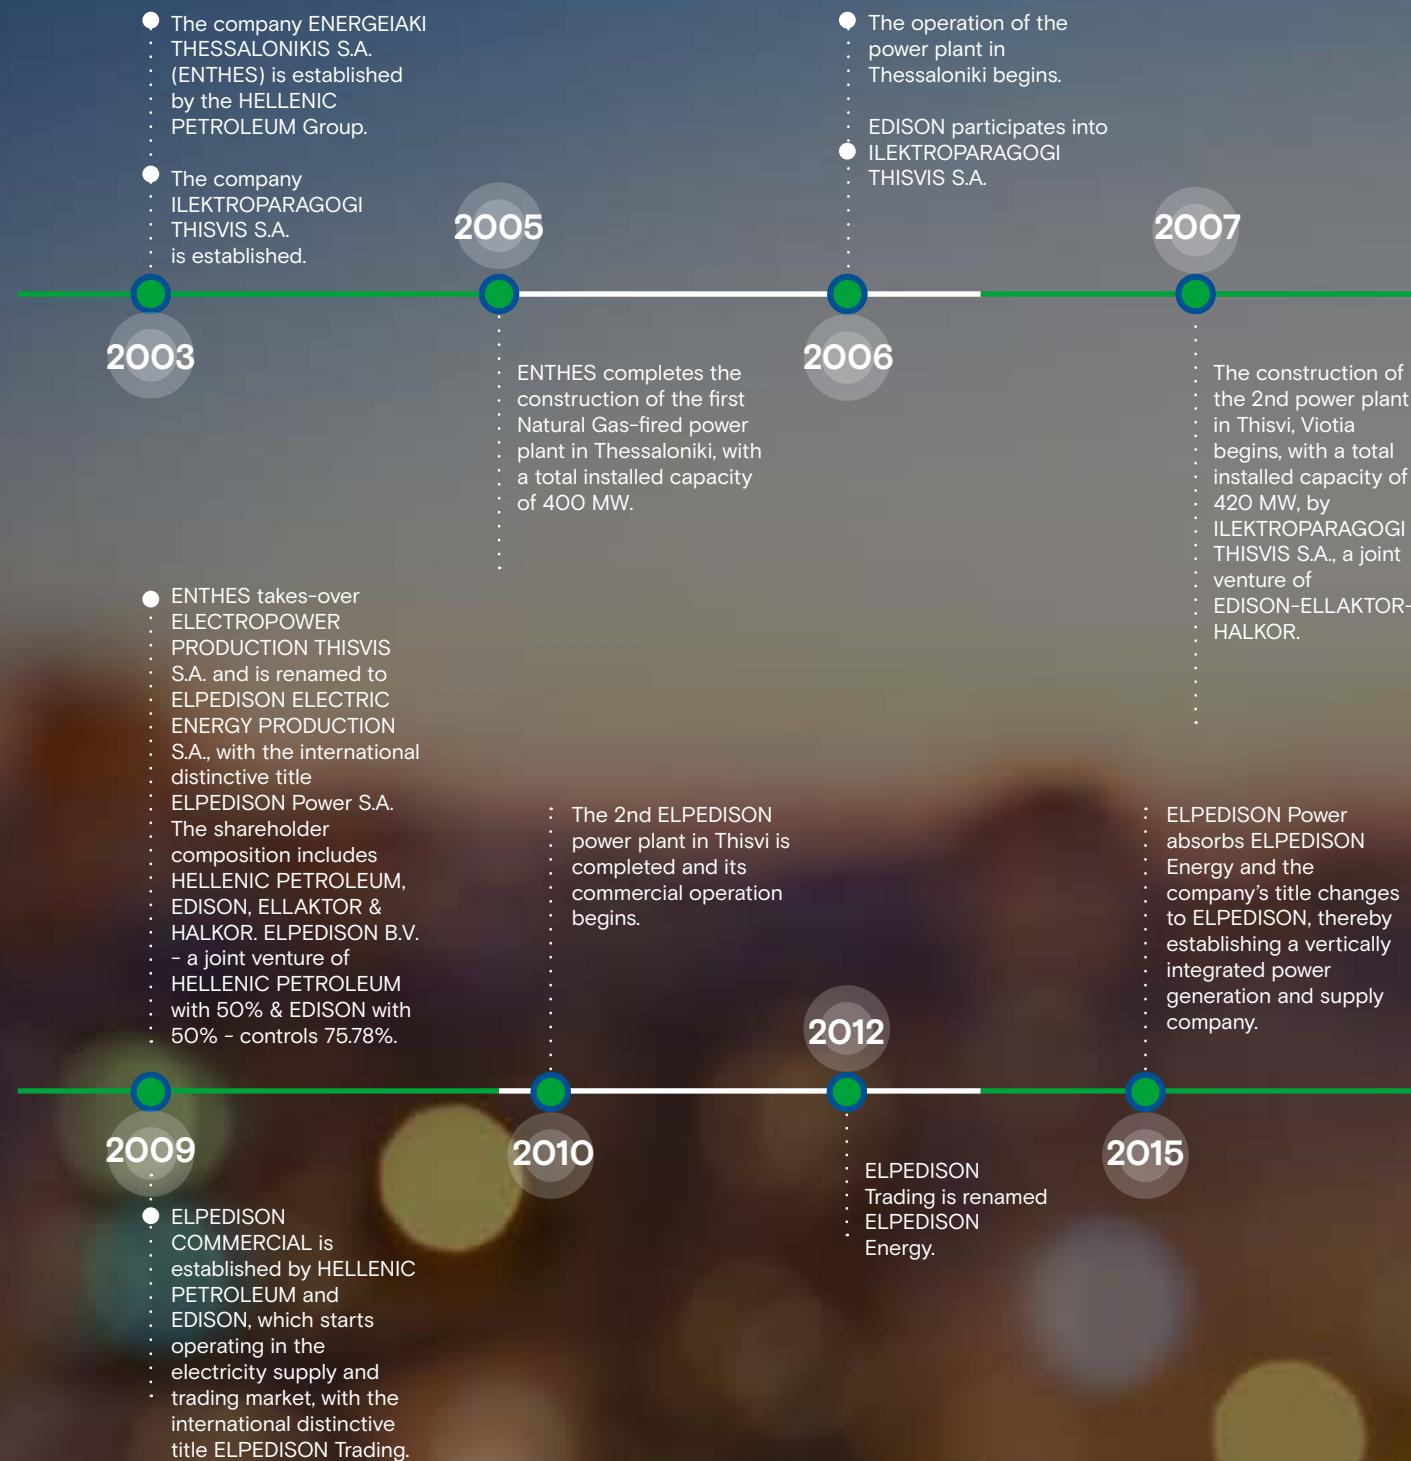 The company ENERGEIAKI
THESSALONIKIS S.A.
(ENTHES) is established
by the HELLENIC
PETROLEUM Group.
The company
ILEKTROPARAGOGI
THISVIS S.A.
is established.
2003
2005
ENTHES completes the
construction of the first
Natural Gas-fired power
plant in Thessaloniki, with
a total installed capacity
of 400 MW.
The operation of the
power plant in
Thessaloniki begins.
EDISON participates into
ILEKTROPARAGOGI
THISVIS S.A.
2006
2007
The construction of
the 2nd power plant
in Thisvi, Viotia
begins, with a total
installed capacity of
420 MW, by
ILEKTROPARAGOGI
THISVIS S.A., a joint
venture of
EDISON-ELLAKTOR-
HALKOR.
ENTHES takes-over
ELECTROPOWER
PRODUCTION THISVIS
S.A. and is renamed to
ELPEDISON ELECTRIC
ENERGY PRODUCTION
S.A., with the international
distinctive title
ELPEDISON Power S.A.
The shareholder
composition includes
HELLENIC PETROLEUM,
EDISON, ELLAKTOR &
HALKOR. ELPEDISON B.V.
- a joint venture of
HELLENIC PETROLEUM
with 50% & EDISON with
50% - controls 75.78%.
2009
ELPEDISON
COMMERCIAL is
established by HELLENIC
PETROLEUM and
EDISON, which starts
operating in the
electricity supply and
trading market, with the
international distinctive
title ELPEDISON Trading.
The 2nd ELPEDISON
power plant in Thisvi is
completed and its
commercial operation
begins.
2010
2012
ELPEDISON
Trading is renamed
ELPEDISON
Energy.
ELPEDISON Power
absorbs ELPEDISON
Energy and the
company's title changes
to ELPEDISON, thereby
establishing a vertically
integrated power
generation and supply
company.
2015